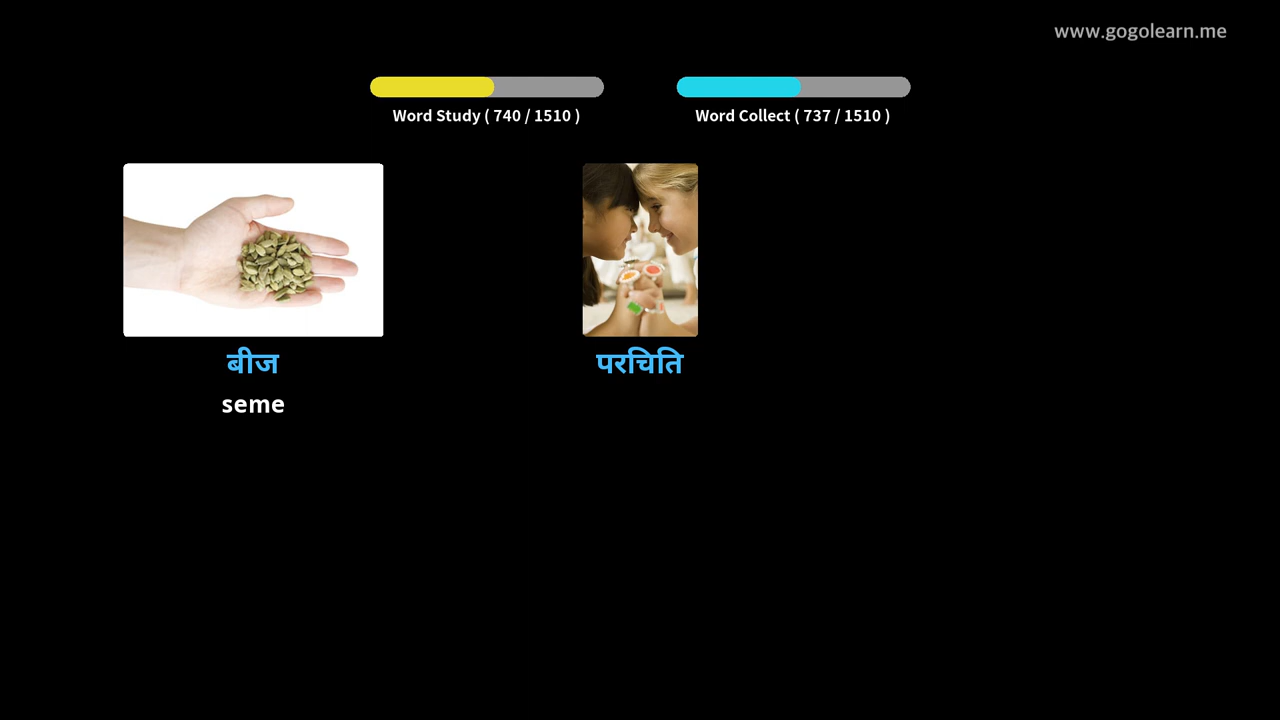 www.gogolearn.me
Word Study ( 740 / 1510 )
Word Collect ( 737 / 1510 )
बीज
परचिति
seme